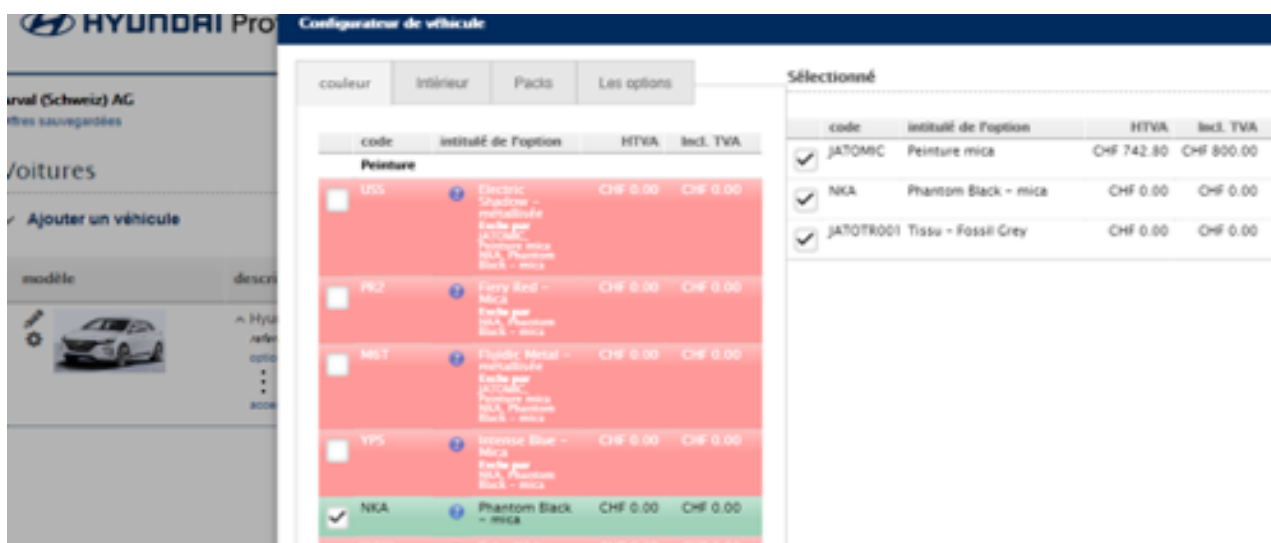 HYUNDAI Pro
Configurateur de véhicule
arval (Schweiz) AG
ffres sauvegardées
Voitures
Ajouter un véhicule
modèle descri
Hyu
refer
optio
acces
couleur Intérieur Packs Les options
code intitulé de l'option HTVA Incl. TVA
Peinture
USS Electric CHF 0.00 CHF 0.00
Shadow -
métallisée
Exclu par
JATOMIC,
Peinture mica
NKA, Phantom
Black - mica
PR2 Fiery Red - CHF 0.00 CHF 0.00
Mica
Exclu par
NKA, Phantom
Black - mica
MGT Fluidic Metal - CHF 0.00 CHF 0.00
métallisée
Exclu par
JATOMIC,
Peinture mica
NKA, Phantom
Black - mica
YP5 Intense Blue - CHF 0.00 CHF 0.00
Mica
Exclu par
NKA, Phantom
Black - mica
NKA Phantom Black CHF 0.00 CHF 0.00
- mica
Sélectionné
code intitulé de l'option HTVA Incl. TVA
JATOMIC Peinture mica CHF 742.80 CHF 800.00
NKA Phantom Black - mica CHF 0.00 CHF 0.00
JATOTR001 Tissu - Fossil Grey CHF 0.00 CHF 0.00